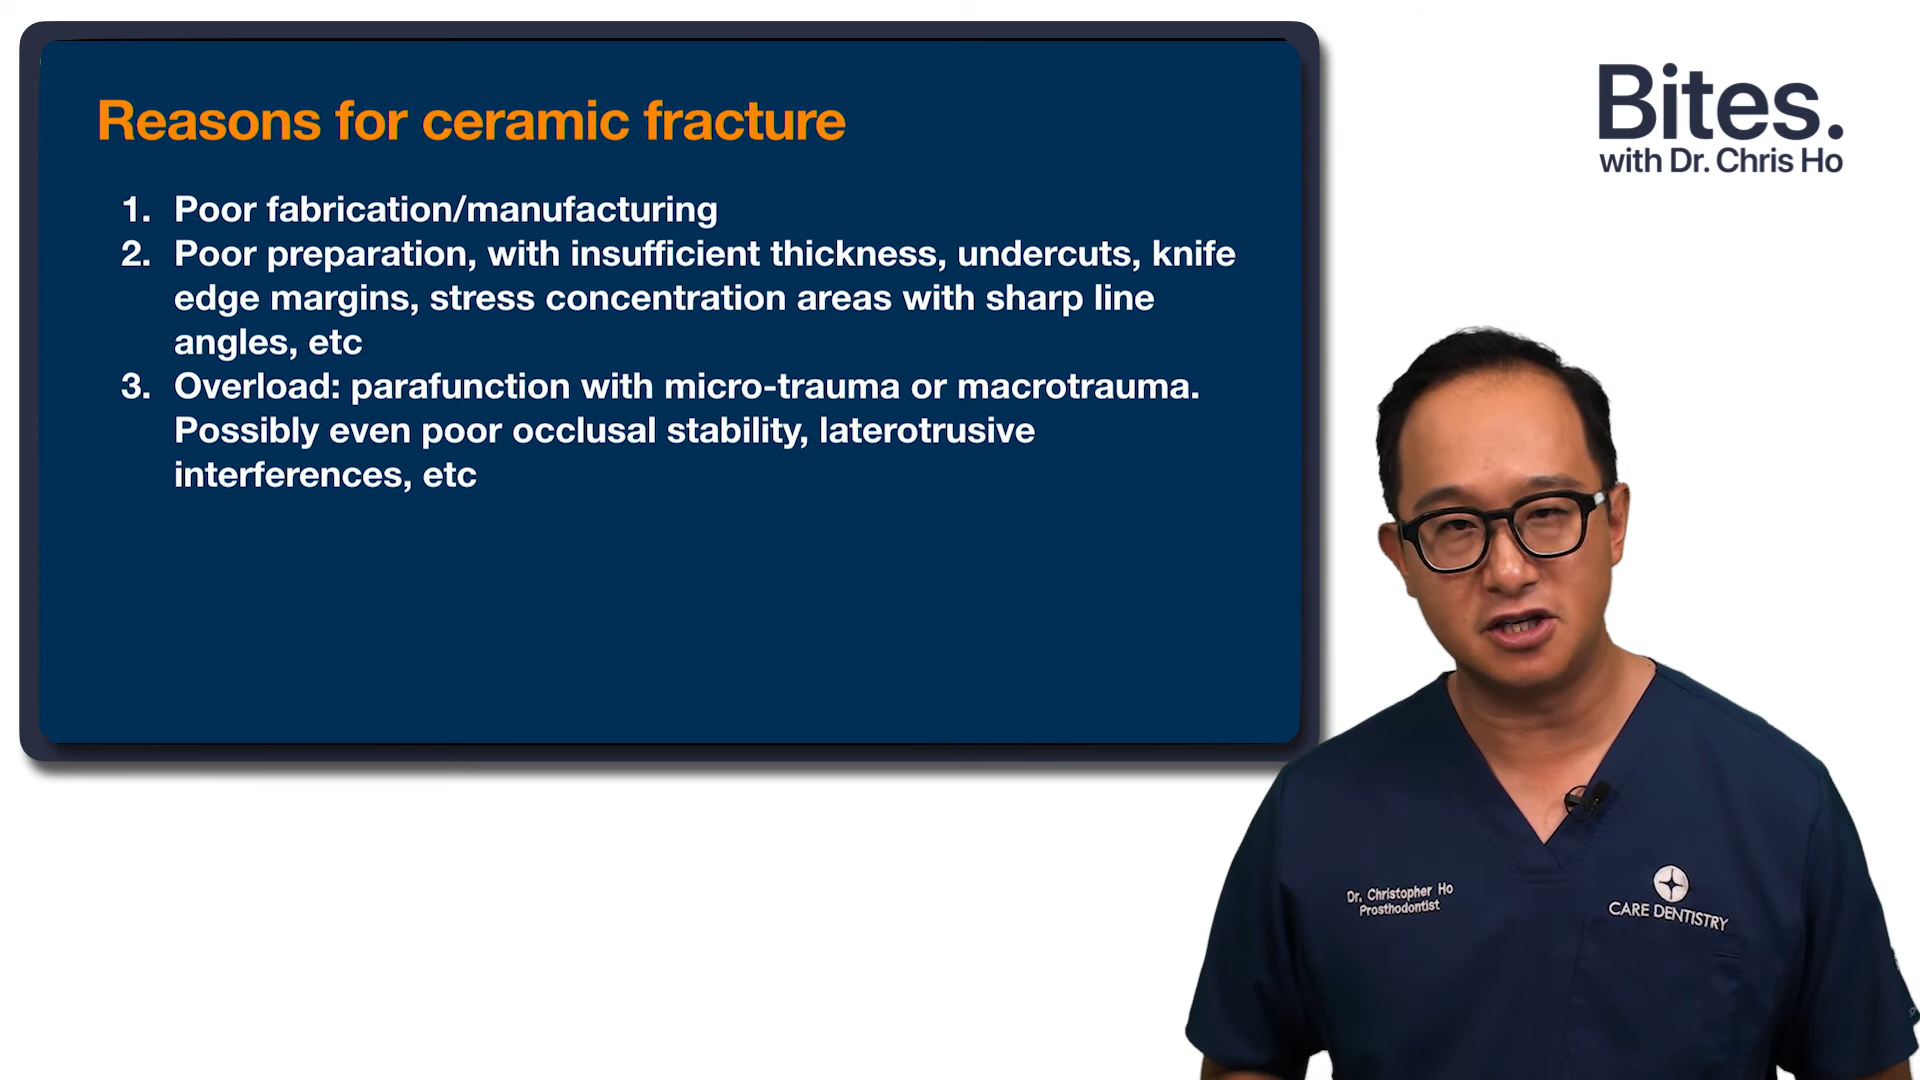 Reasons for ceramic fracture
1. Poor fabrication/manufacturing
2. Poor preparation, with insufficient thickness, undercuts, knife
edge margins, stress concentration areas with sharp line
angles, etc
3. Overload: parafunction with micro-trauma or macrotrauma.
Possibly even poor occlusal stability, laterotrusive
interferences, etc
Bites.
with Dr. Chris Ho
Dr. Christopher Ho
Prosthodontist
CARE DENTISTRY